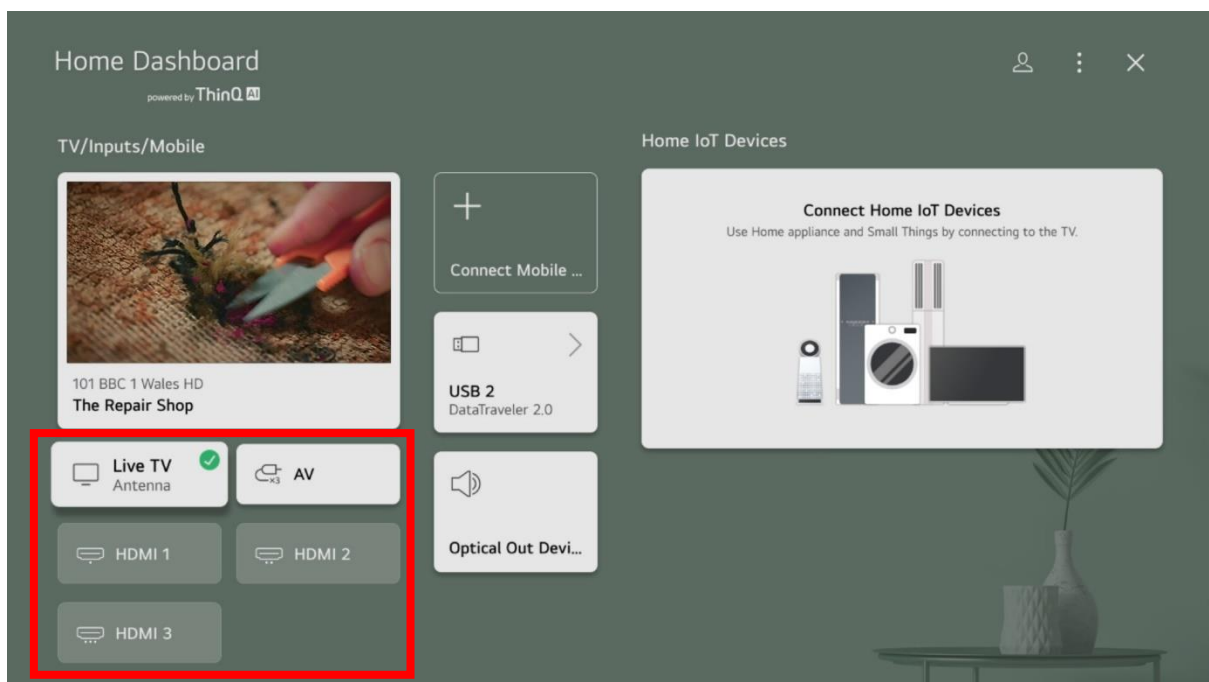 Home Dashboard
powered by ThinQ AI
TV/Inputs/Mobile
101 BBC 1 Wales HD
The Repair Shop
Live TV
Antenna
x3 AV
HDMI 1
HDMI 2
HDMI 3
Connect Mobile ...
USB 2
DataTraveler 2.0
Optical Out Devi...
Home IoT Devices
Connect Home IoT Devices
Use Home appliance and Small Things by connecting to the TV.